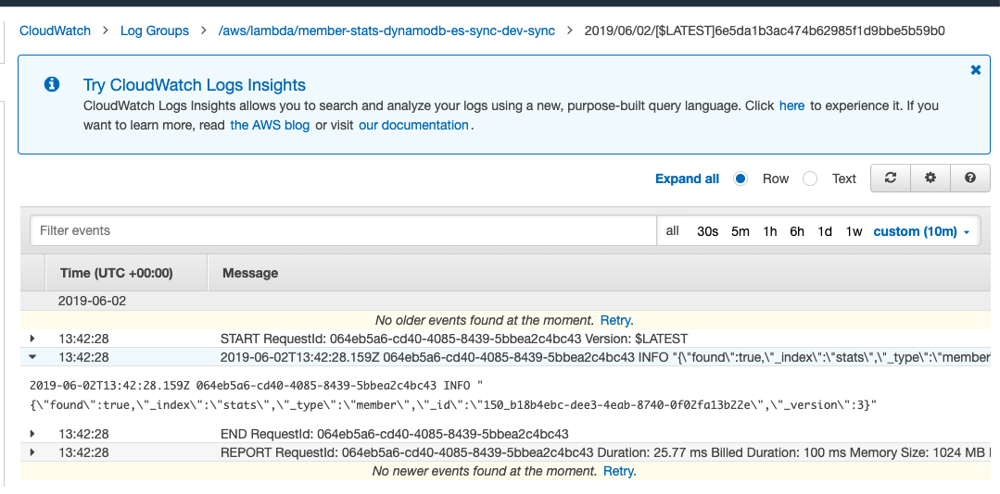 CloudWatch > Log Groups > /aws/lambda/member-stats-dynamodb-es-sync-dev-sync > 2019/06/02/[$LATEST]6e5da1b3ac474b62985f1d9bbe5b59b0
Try CloudWatch Logs Insights
CloudWatch Logs Insights allows you to search and analyze your logs using a new, purpose-built query language. Click here to experience it. If you
want to learn more, read the AWS blog or visit our documentation.
Expand all Row Text
Filter events all 30s 5m 1h 6h 1d 1w custom (10m)
Time (UTC +00:00) Message
2019-06-02
No older events found at the moment. Retry.
13:42:28 START RequestId: 064eb5a6-cd40-4085-8439-5bbea2c4bc43 Version: $LATEST
13:42:28 2019-06-02T13:42:28.159Z 064eb5a6-cd40-4085-8439-5bbea2c4bc43 INFO "{\"found\":true,\"_index\":\"stats\",\"_type\":\"member
2019-06-02T13:42:28.159Z 064eb5a6-cd40-4085-8439-5bbea2c4bc43 INFO "
{\"found\":true,\"_index\":\"stats\",\"_type\":\"member\",\"_id\":\"150_b18b4ebc-dee3-4eab-8740-0f02fa13b22e\",\"_version\":3}"
13:42:28 END RequestId: 064eb5a6-cd40-4085-8439-5bbea2c4bc43
13:42:28 REPORT RequestId: 064eb5a6-cd40-4085-8439-5bbea2c4bc43 Duration: 25.77 ms Billed Duration: 100 ms Memory Size: 1024 MB
No newer events found at the moment. Retry.